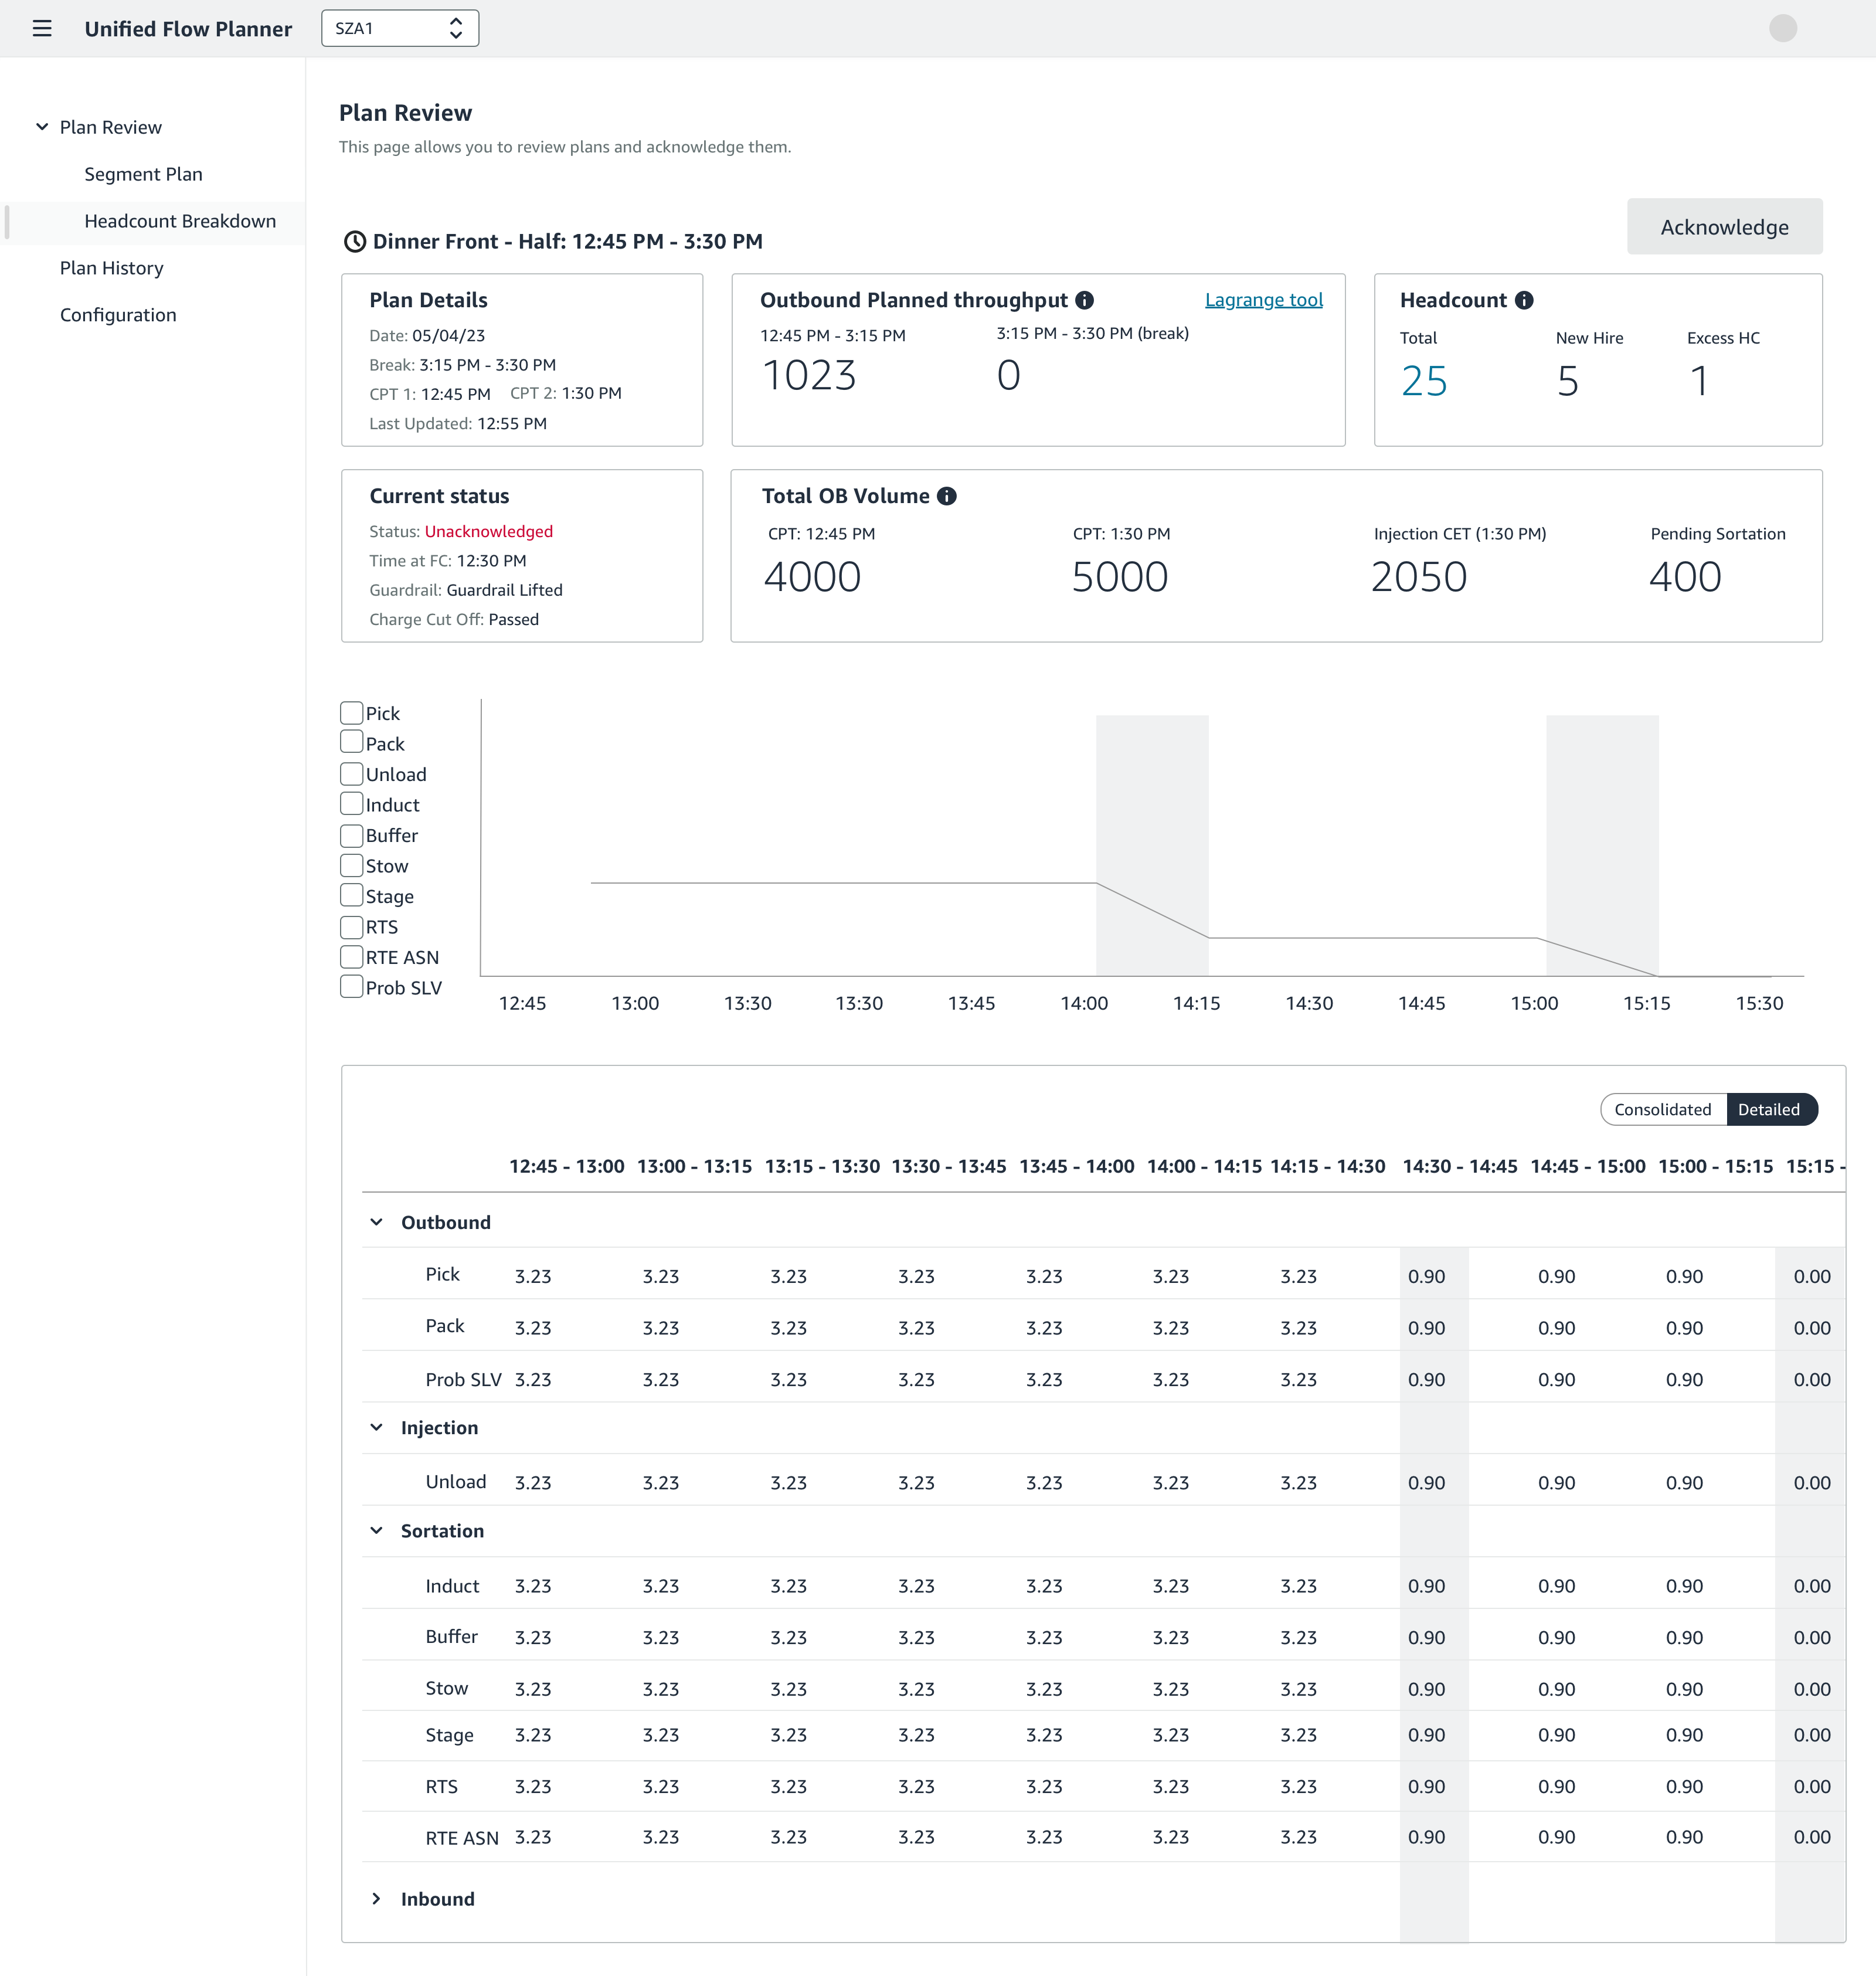 Unified Flow Planner
SZA1
Plan Review
Segment Plan
Headcount Breakdown
Plan History
Configuration
Plan Review
This page allows you to review plans and acknowledge them.
Dinner Front - Half: 12:45 PM - 3:30 PM
Acknowledge
Plan Details
Date: 05/04/23
Break: 3:15 PM - 3:30 PM
CPT 1: 12:45 PM CPT 2: 1:30 PM
Last Updated: 12:55 PM
Outbound Planned throughput
Lagrange tool
12:45 PM - 3:15 PM 3:15 PM - 3:30 PM (break)
1023 0
Headcount
Total New Hire Excess HC
25 5 1
Current status
Status: Unacknowledged
Time at FC: 12:30 PM
Guardrail: Guardrail Lifted
Charge Cut Off: Passed
Total OB Volume
CPT: 12:45 PM CPT: 1:30 PM Injection CET (1:30 PM) Pending Sortation
4000 5000 2050 400
Pick
Pack
Unload
Induct
Buffer
Stow
Stage
RTS
RTE ASN
Prob SLV
12:45 13:00 13:30 13:30 13:45 14:00 14:15 14:30 14:45 15:00 15:15 15:30
Consolidated Detailed
12:45 - 13:00 13:00 - 13:15 13:15 - 13:30 13:30 - 13:45 13:45 - 14:00 14:00 - 14:15 14:15 - 14:30 14:30 - 14:45 14:45 - 15:00 15:00 - 15:15 15:15 -
Outbound
Pick 3.23 3.23 3.23 3.23 3.23 3.23 3.23 0.90 0.90 0.90 0.00
Pack 3.23 3.23 3.23 3.23 3.23 3.23 3.23 0.90 0.90 0.90 0.00
Prob SLV 3.23 3.23 3.23 3.23 3.23 3.23 3.23 0.90 0.90 0.90 0.00
Injection
Unload 3.23 3.23 3.23 3.23 3.23 3.23 3.23 0.90 0.90 0.90 0.00
Sortation
Induct 3.23 3.23 3.23 3.23 3.23 3.23 3.23 0.90 0.90 0.90 0.00
Buffer 3.23 3.23 3.23 3.23 3.23 3.23 3.23 0.90 0.90 0.90 0.00
Stow 3.23 3.23 3.23 3.23 3.23 3.23 3.23 0.90 0.90 0.90 0.00
Stage 3.23 3.23 3.23 3.23 3.23 3.23 3.23 0.90 0.90 0.90 0.00
RTS 3.23 3.23 3.23 3.23 3.23 3.23 3.23 0.90 0.90 0.90 0.00
RTE ASN 3.23 3.23 3.23 3.23 3.23 3.23 3.23 0.90 0.90 0.90 0.00
Inbound